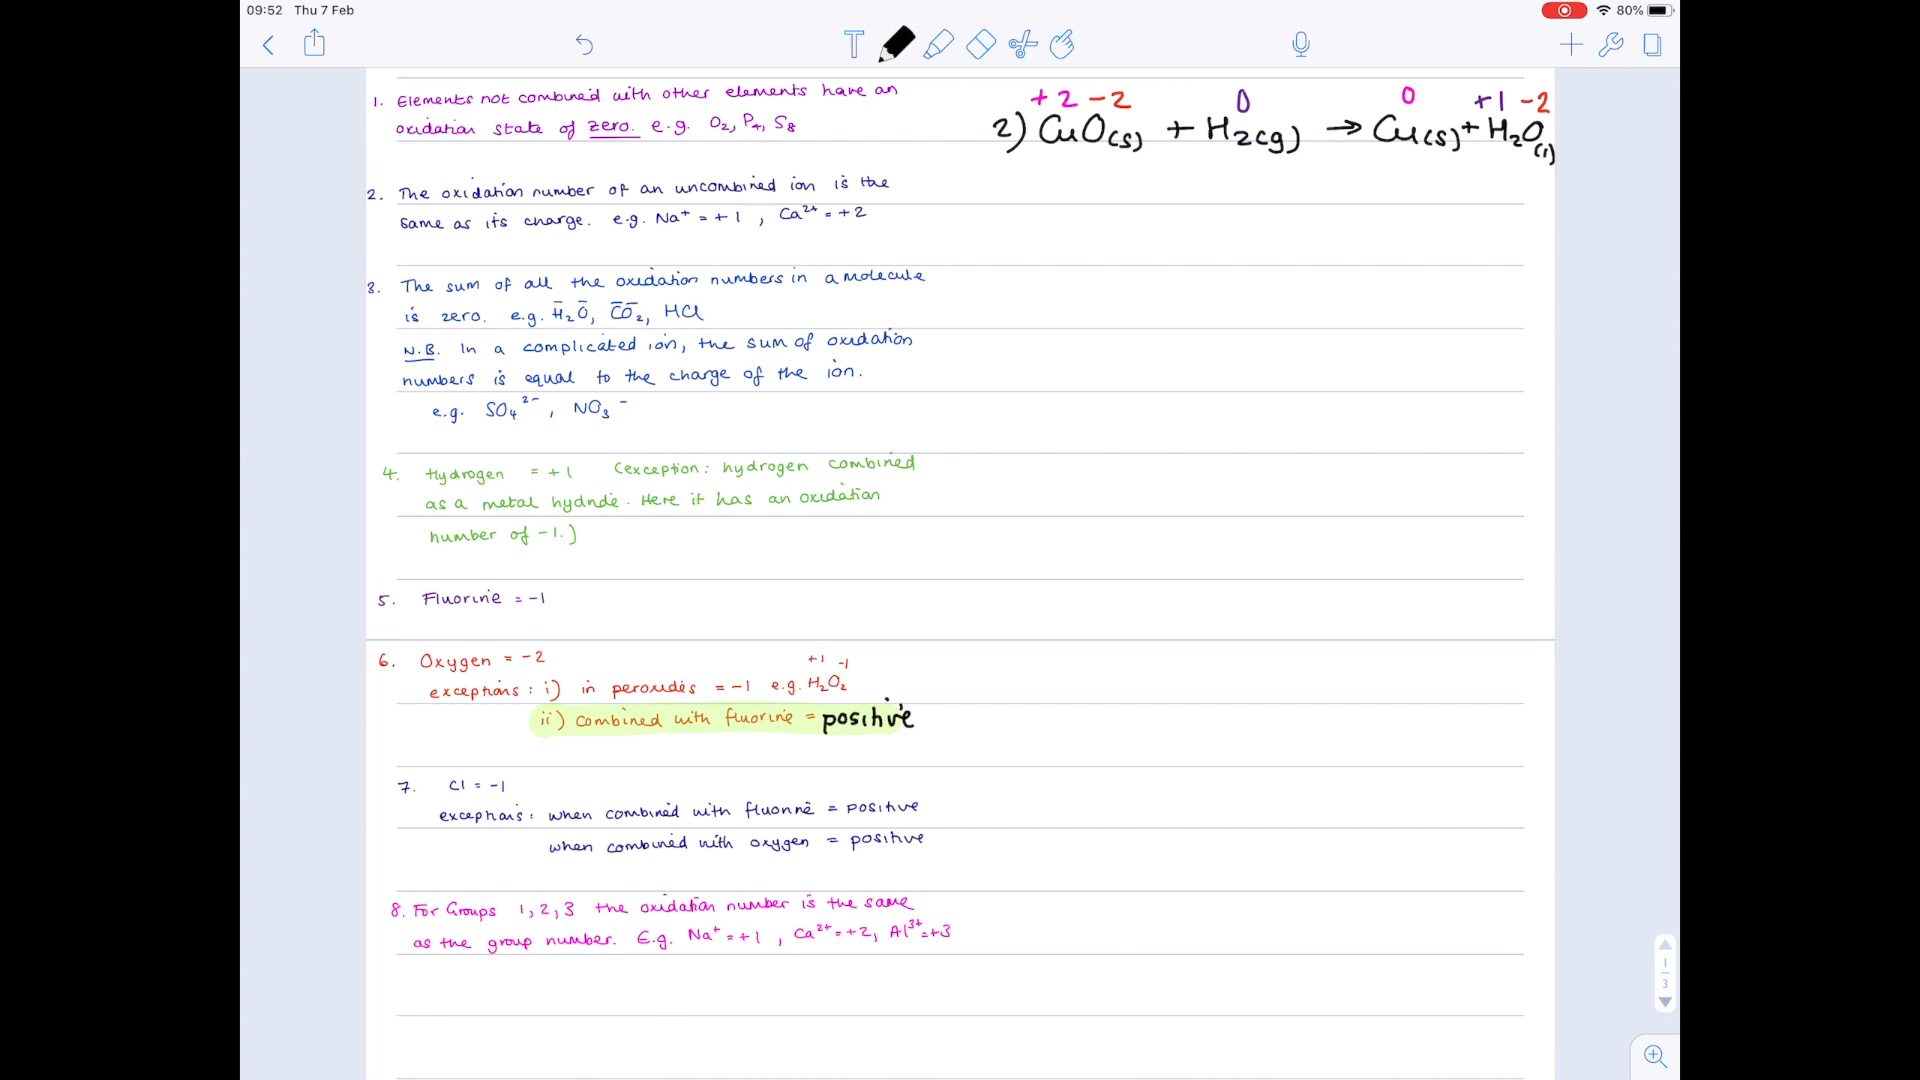 09:52 Thu 7 Feb
80%
1. Elements not combined with other elements have an
oxidation state of zero. e.g. O₂, P₄, S₈
2. The oxidation number of an uncombined ion is the
same as its charge. e.g. Na⁺ = +1 , Ca²⁺ = +2
3. The sum of all the oxidation numbers in a molecule
is zero. e.g. H₂O, CO₂, HCl
N.B. In a complicated ion, the sum of oxidation
numbers is equal to the charge of the ion.
e.g. SO₄²⁻ , NO₃⁻
4. Hydrogen = +1 (exception: hydrogen combined
as a metal hydride. Here it has an oxidation
number of -1.)
5. Fluorine = -1
6. Oxygen = -2
+1 -1
exceptions: i) in peroxides = -1 e.g. H₂O₂
ii) combined with fluorine = positive
7. Cl = -1
exceptions: when combined with fluorine = positive
when combined with oxygen = positive
8. For Groups 1, 2, 3 the oxidation number is the same
as the group number. E.g. Na⁺ = +1 , Ca²⁺ = +2, Al³⁺ = +3
+2 -2 0 0 +1 -2
2) CuO(s) + H₂(g) → Cu(s) + H₂O(l)
1
3